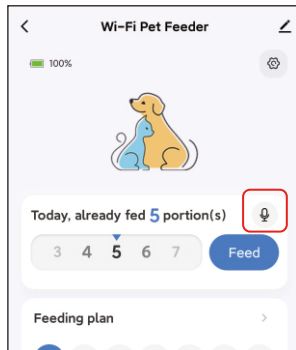 Wi-Fi Pet Feeder
100%
Today, already fed 5 portion(s)
3 4 5 6 7 Feed
Feeding plan